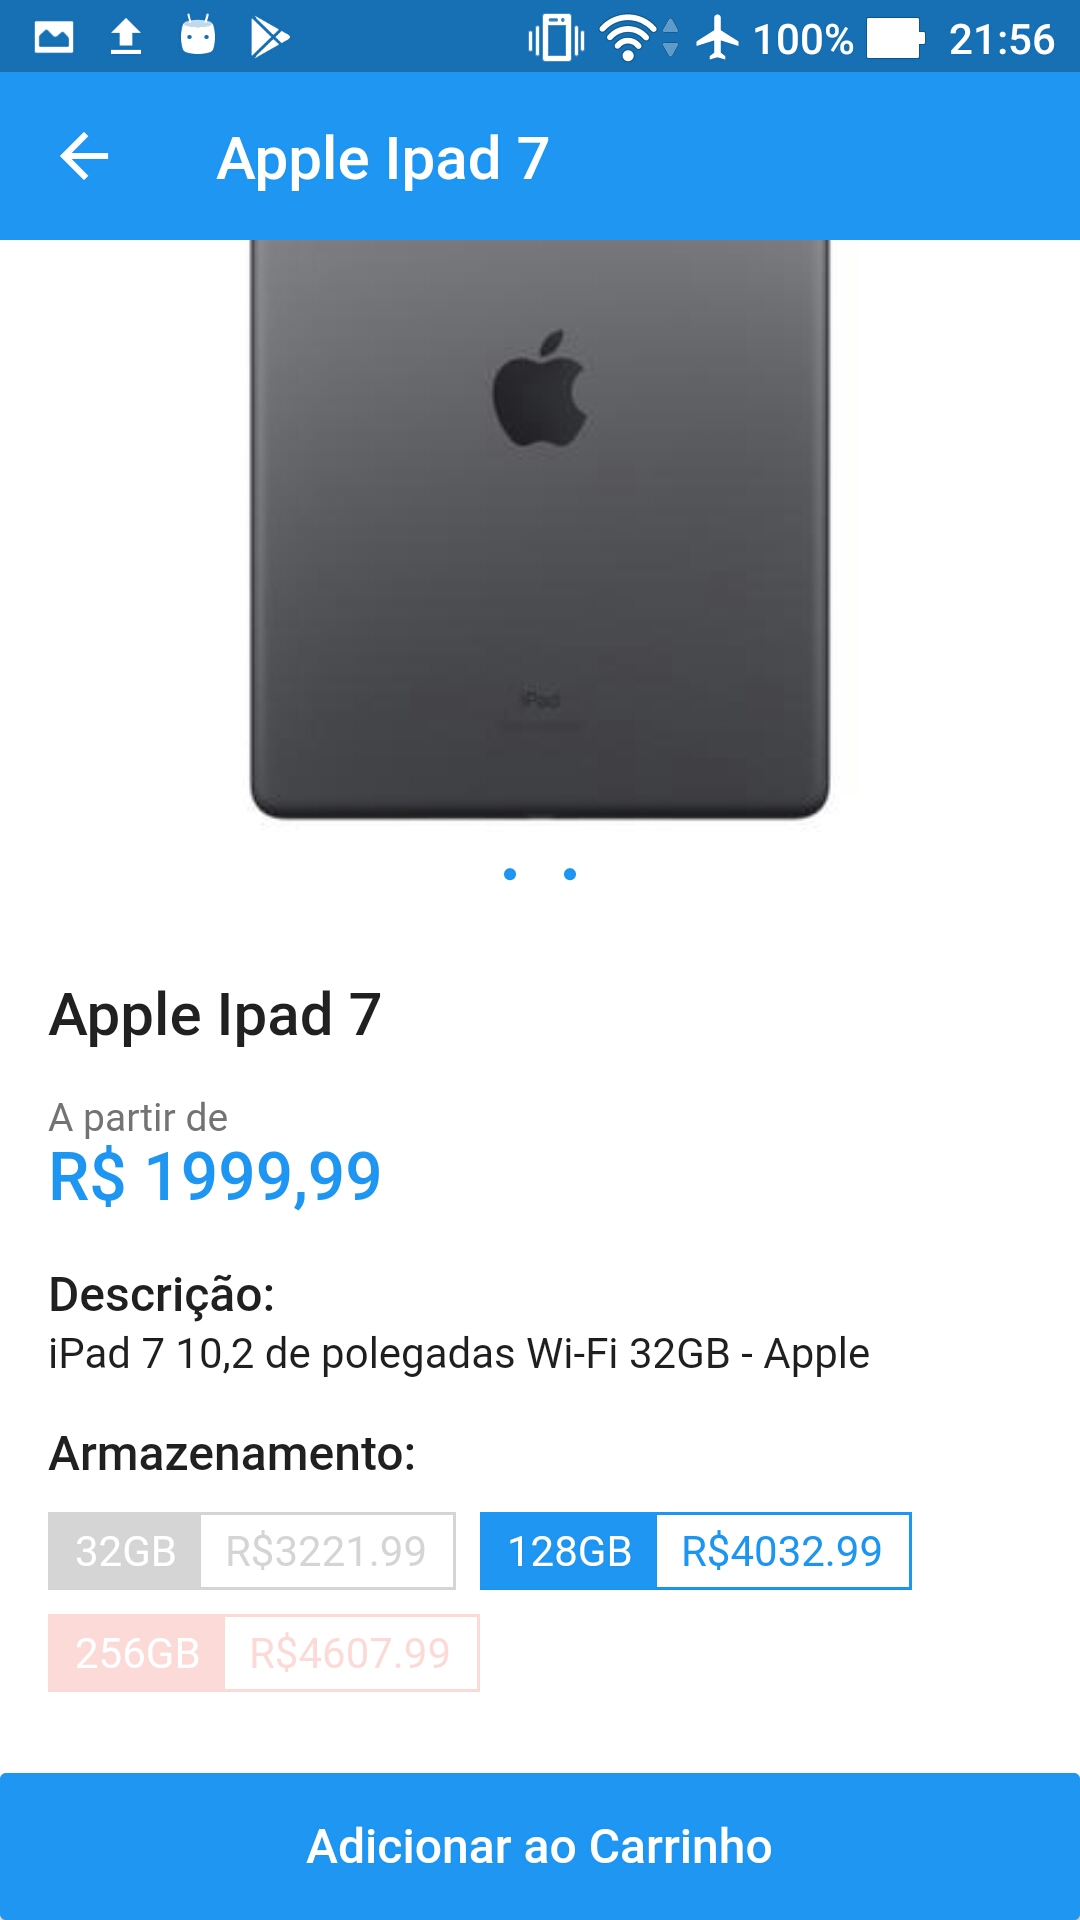 100% 21:56
Apple Ipad 7
iPad
Apple Ipad 7
A partir de
R$ 1999,99
Descrição:
iPad 7 10,2 de polegadas Wi-Fi 32GB - Apple
Armazenamento:
32GB R$3221.99 128GB R$4032.99
256GB R$4607.99
Adicionar ao Carrinho